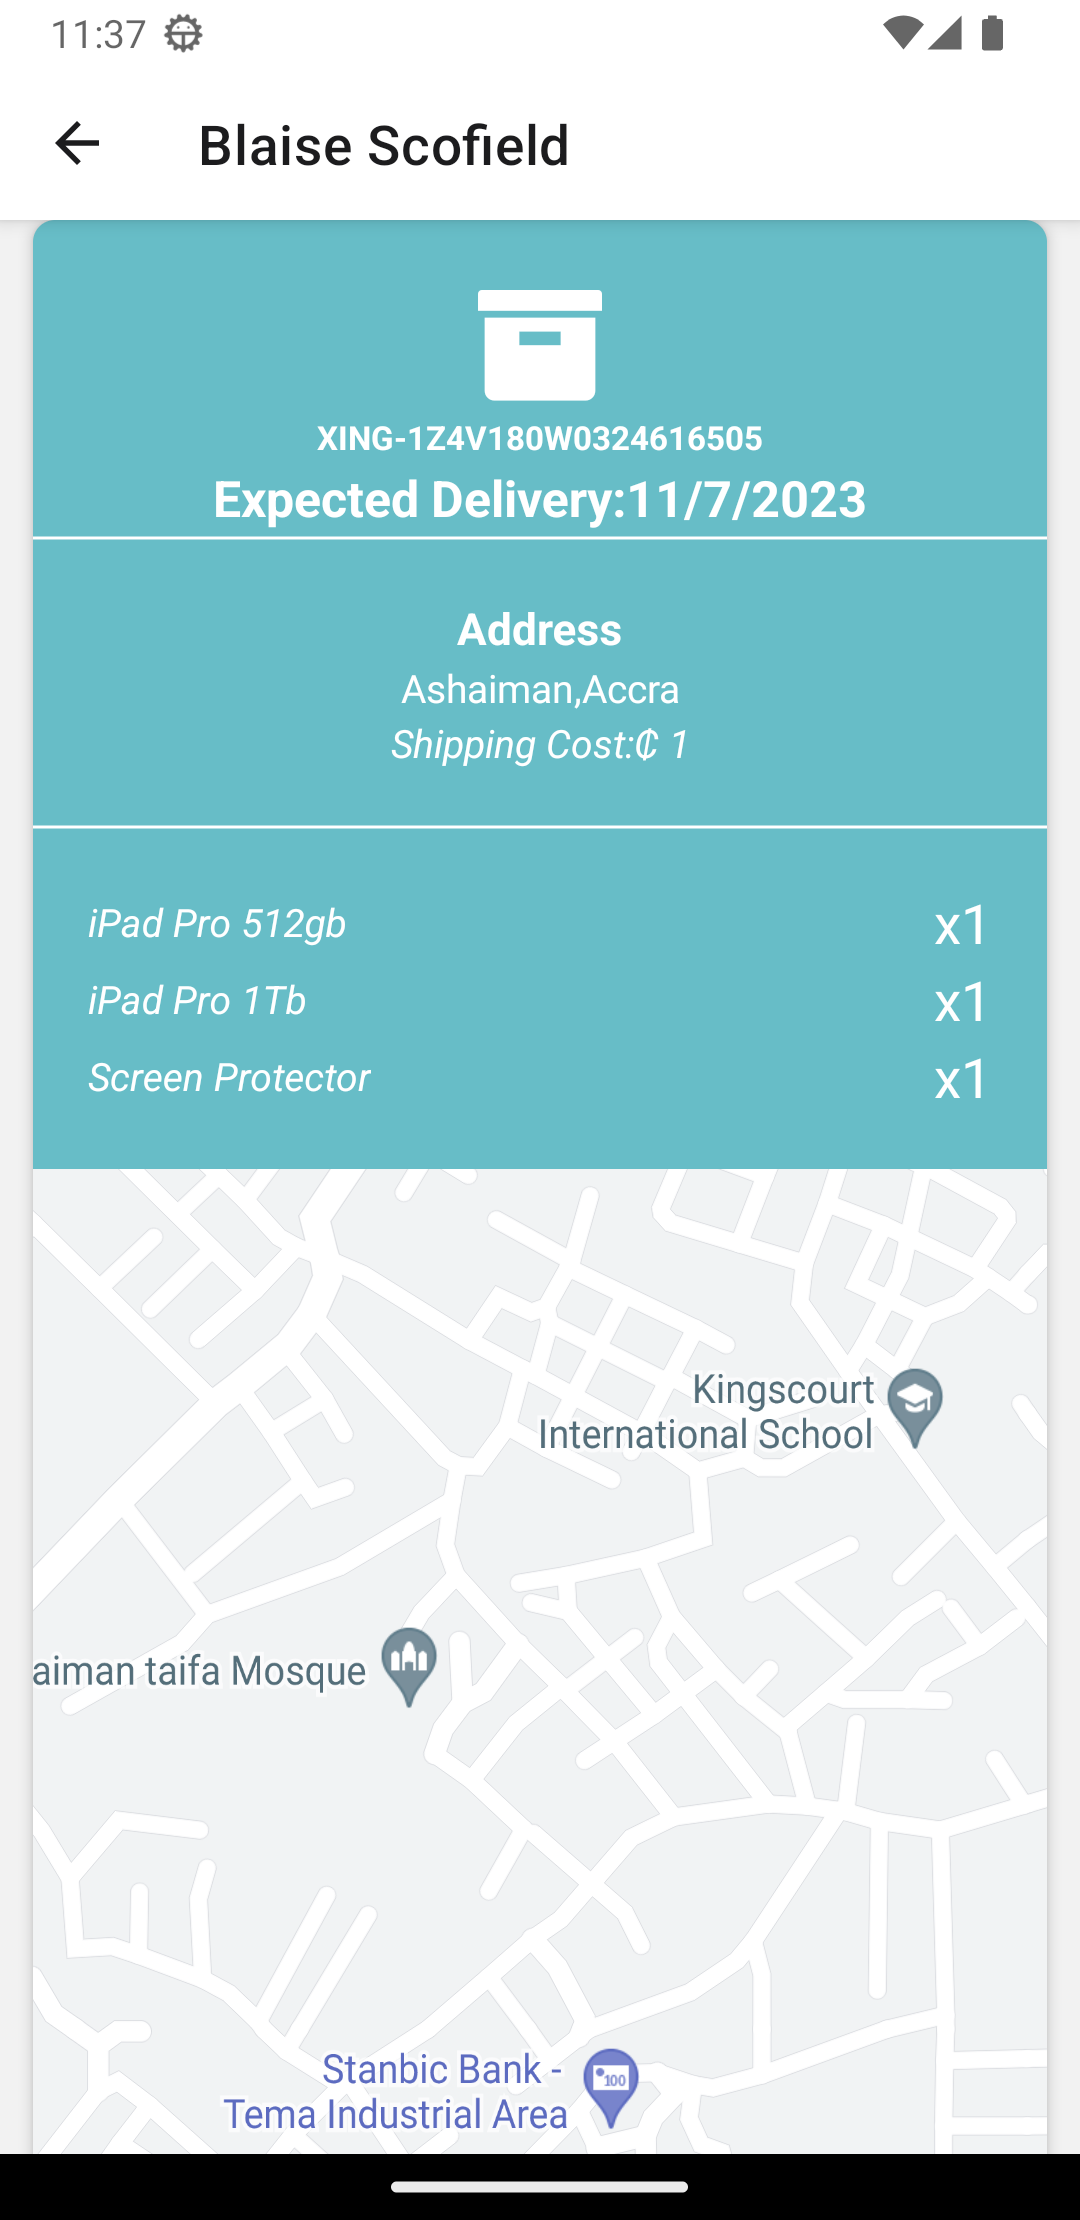 11:37
Blaise Scofield
XING-1Z4V180W0324616505
Expected Delivery:11/7/2023
Address
Ashaiman,Accra
Shipping Cost:₵ 1
iPad Pro 512gb x1
iPad Pro 1Tb x1
Screen Protector x1
Kingscourt
International School
aiman taifa Mosque
Stanbic Bank -
Tema Industrial Area
100